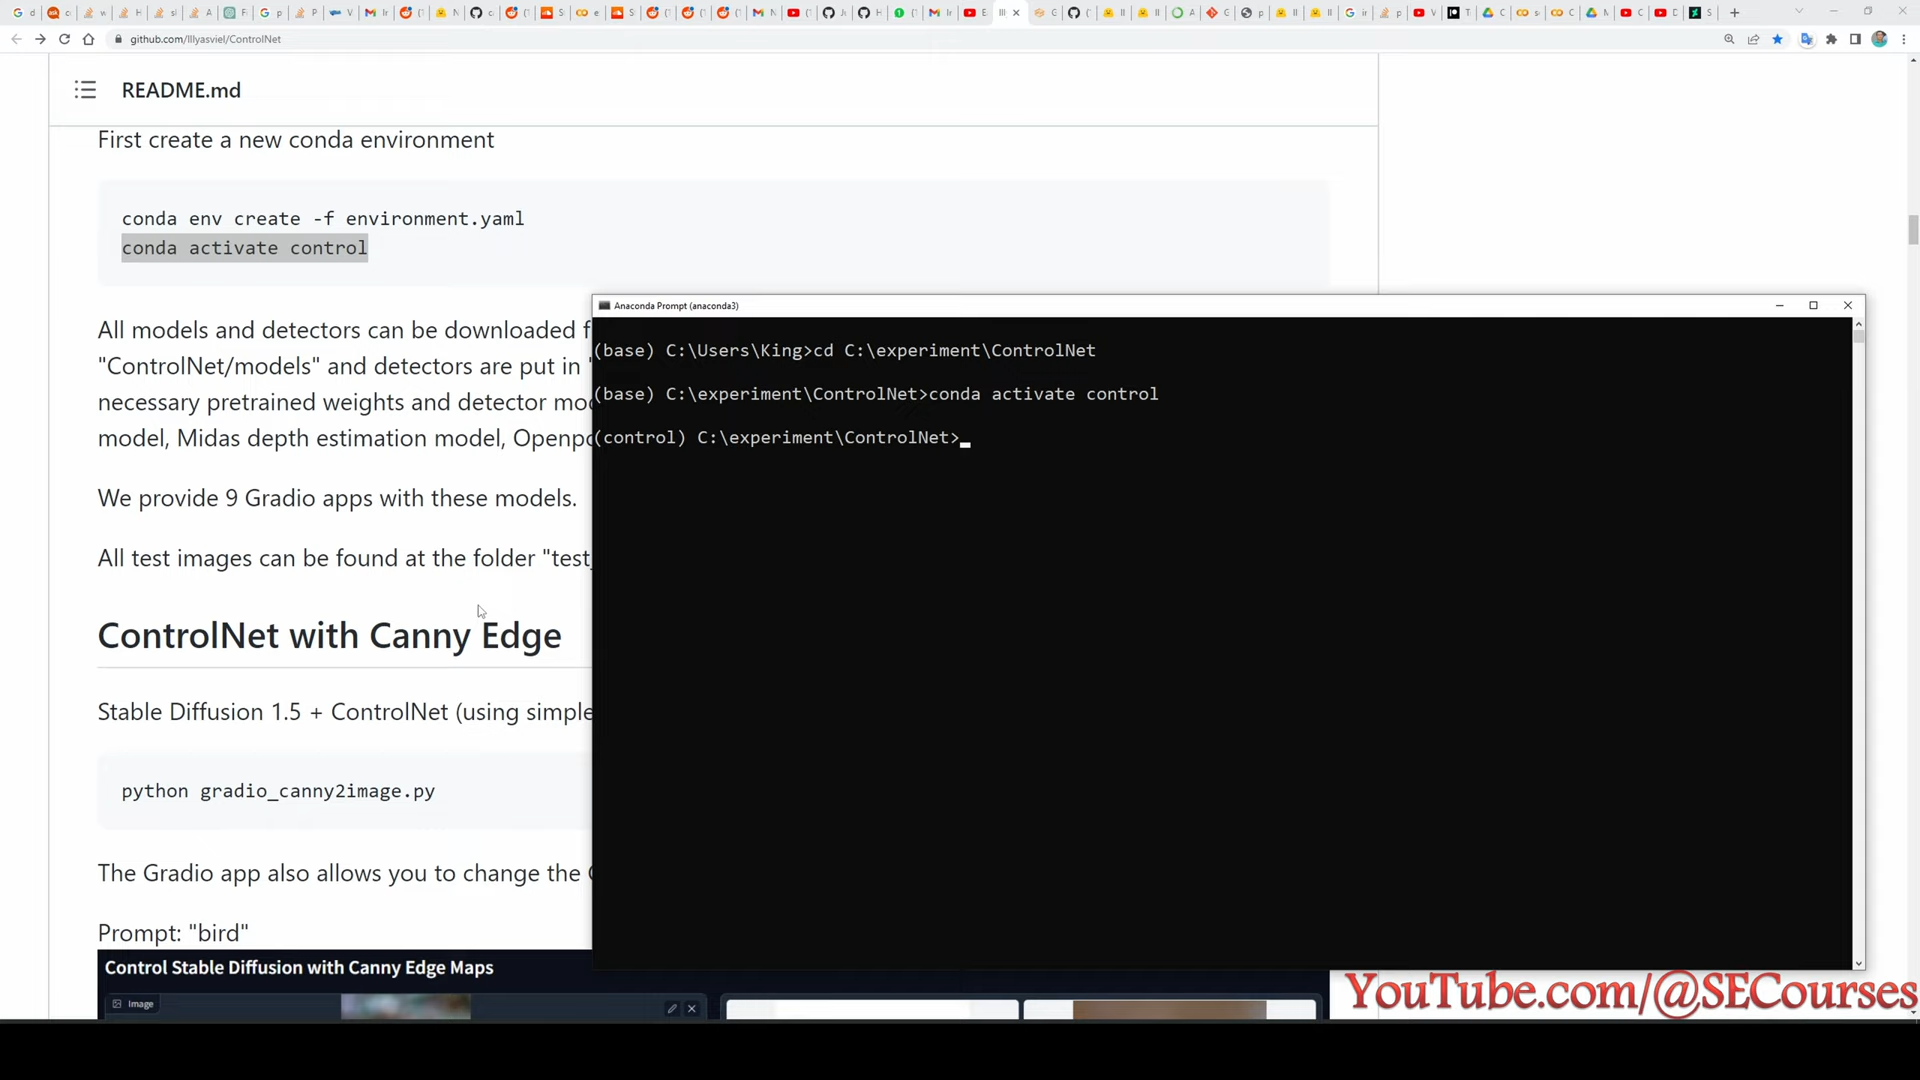 github.com/lllyasviel/ControlNet
README.md
First create a new conda environment
conda env create -f environment.yaml
conda activate control
All models and detectors can be downloaded f
"ControlNet/models" and detectors are put in "
necessary pretrained weights and detector mod
model, Midas depth estimation model, Openpo
We provide 9 Gradio apps with these models.
All test images can be found at the folder "test_
ControlNet with Canny Edge
Stable Diffusion 1.5 + ControlNet (using simple
python gradio_canny2image.py
The Gradio app also allows you to change the C
Prompt: "bird"
Control Stable Diffusion with Canny Edge Maps
Image
Anaconda Prompt (anaconda3)
(base) C:\Users\King>cd C:\experiment\ControlNet
(base) C:\experiment\ControlNet>conda activate control
(control) C:\experiment\ControlNet>
YouTube.com/@SECourses